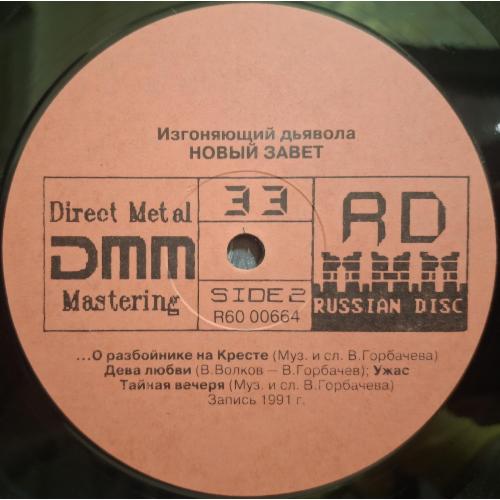 Изгоняющий дьявола
НОВЫЙ ЗАВЕТ
Direct Metal
DMM
Mastering
33
SIDE 2
R60 00664
RD
RUSSIAN DISC
...О разбойнике на Кресте (Муз. и сл. В.Горбачева)
Дева любви (В.Волков — В.Горбачев); Ужас
Тайная вечеря (Муз. и сл. В.Горбачева)
Запись 1991 г.